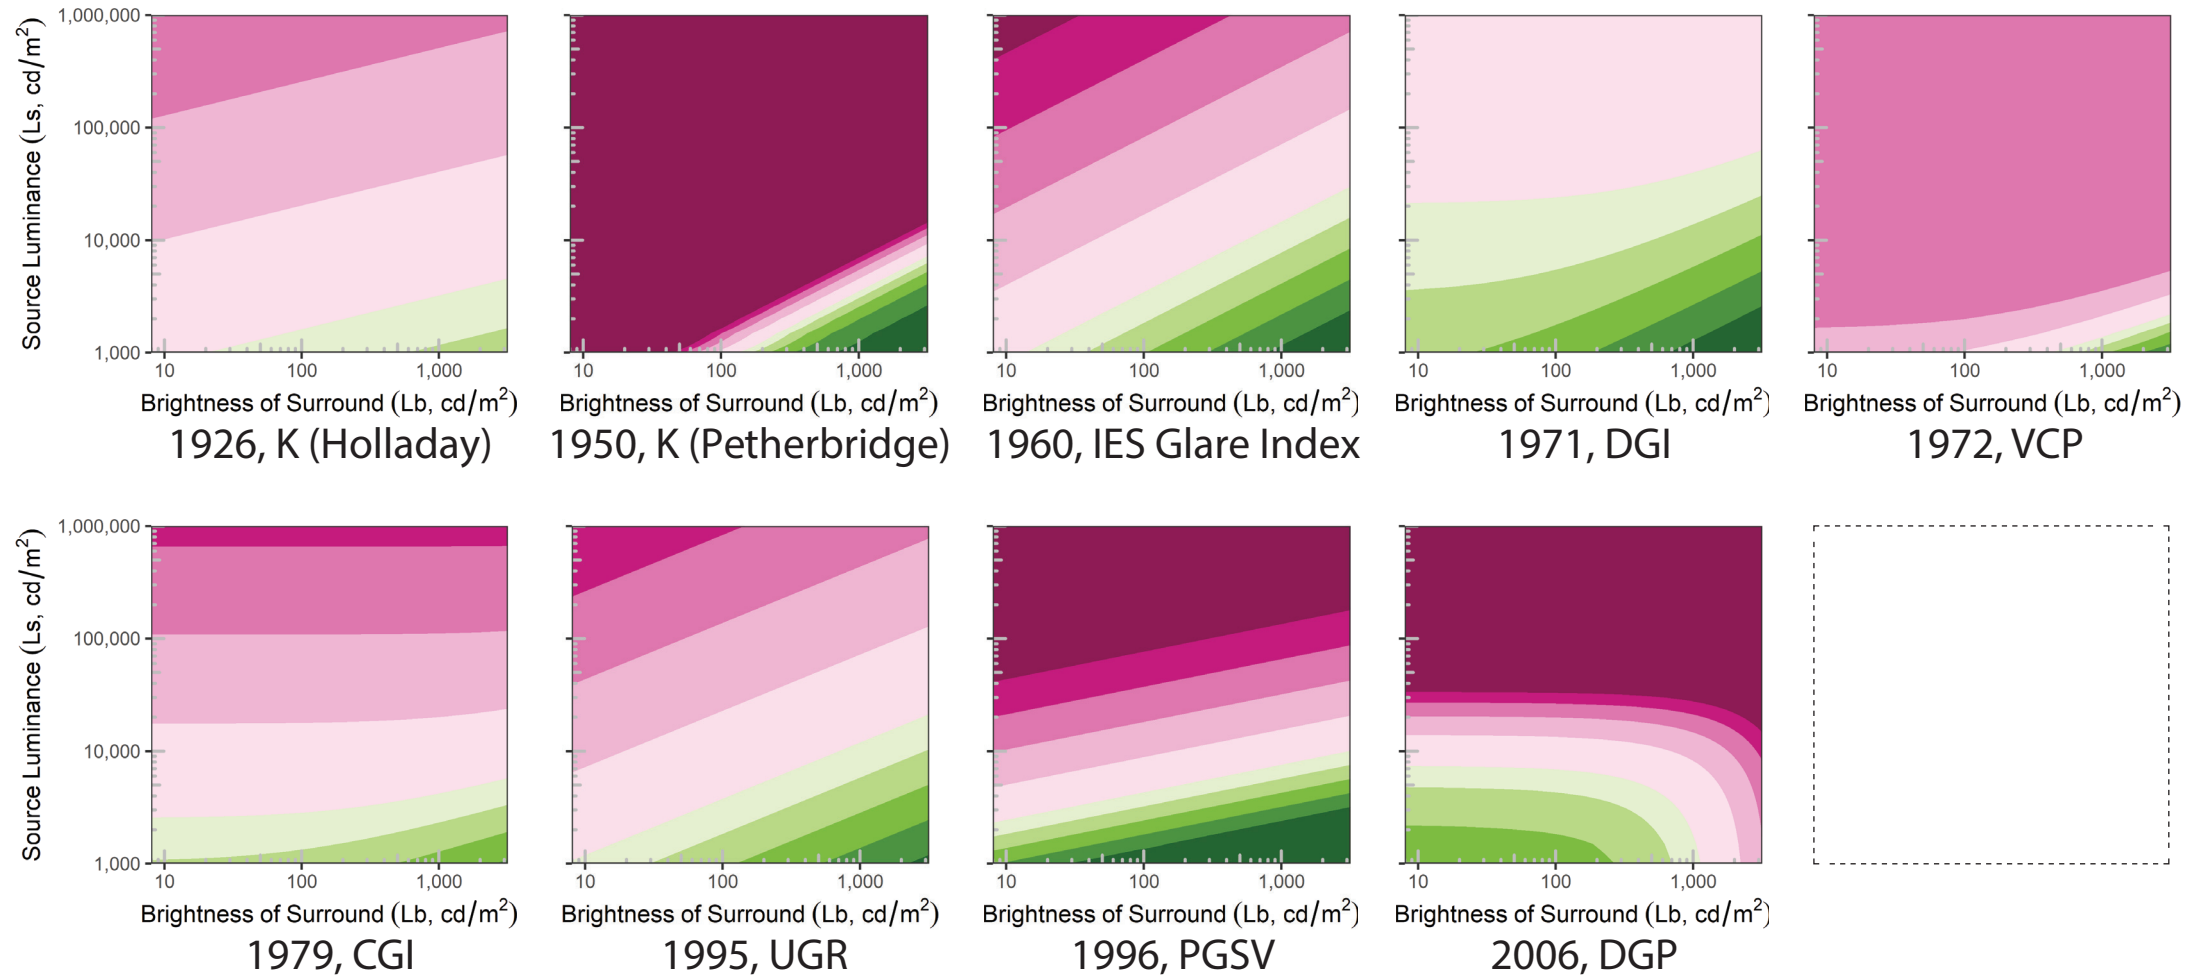 Source Luminance (Ls, cd/m²)
1,000,000
100,000
10,000
1,000
10 100 1,000
10 100 1,000
10 100 1,000
10 100 1,000
10 100 1,000
Brightness of Surround (Lb, cd/m²)
Brightness of Surround (Lb, cd/m²)
Brightness of Surround (Lb, cd/m²)
Brightness of Surround (Lb, cd/m²)
Brightness of Surround (Lb, cd/m²)
1926, K (Holladay)
1950, K (Petherbridge)
1960, IES Glare Index
1971, DGI
1972, VCP
Source Luminance (Ls, cd/m²)
1,000,000
100,000
10,000
1,000
10 100 1,000
10 100 1,000
10 100 1,000
10 100 1,000
Brightness of Surround (Lb, cd/m²)
Brightness of Surround (Lb, cd/m²)
Brightness of Surround (Lb, cd/m²)
Brightness of Surround (Lb, cd/m²)
1979, CGI
1995, UGR
1996, PGSV
2006, DGP